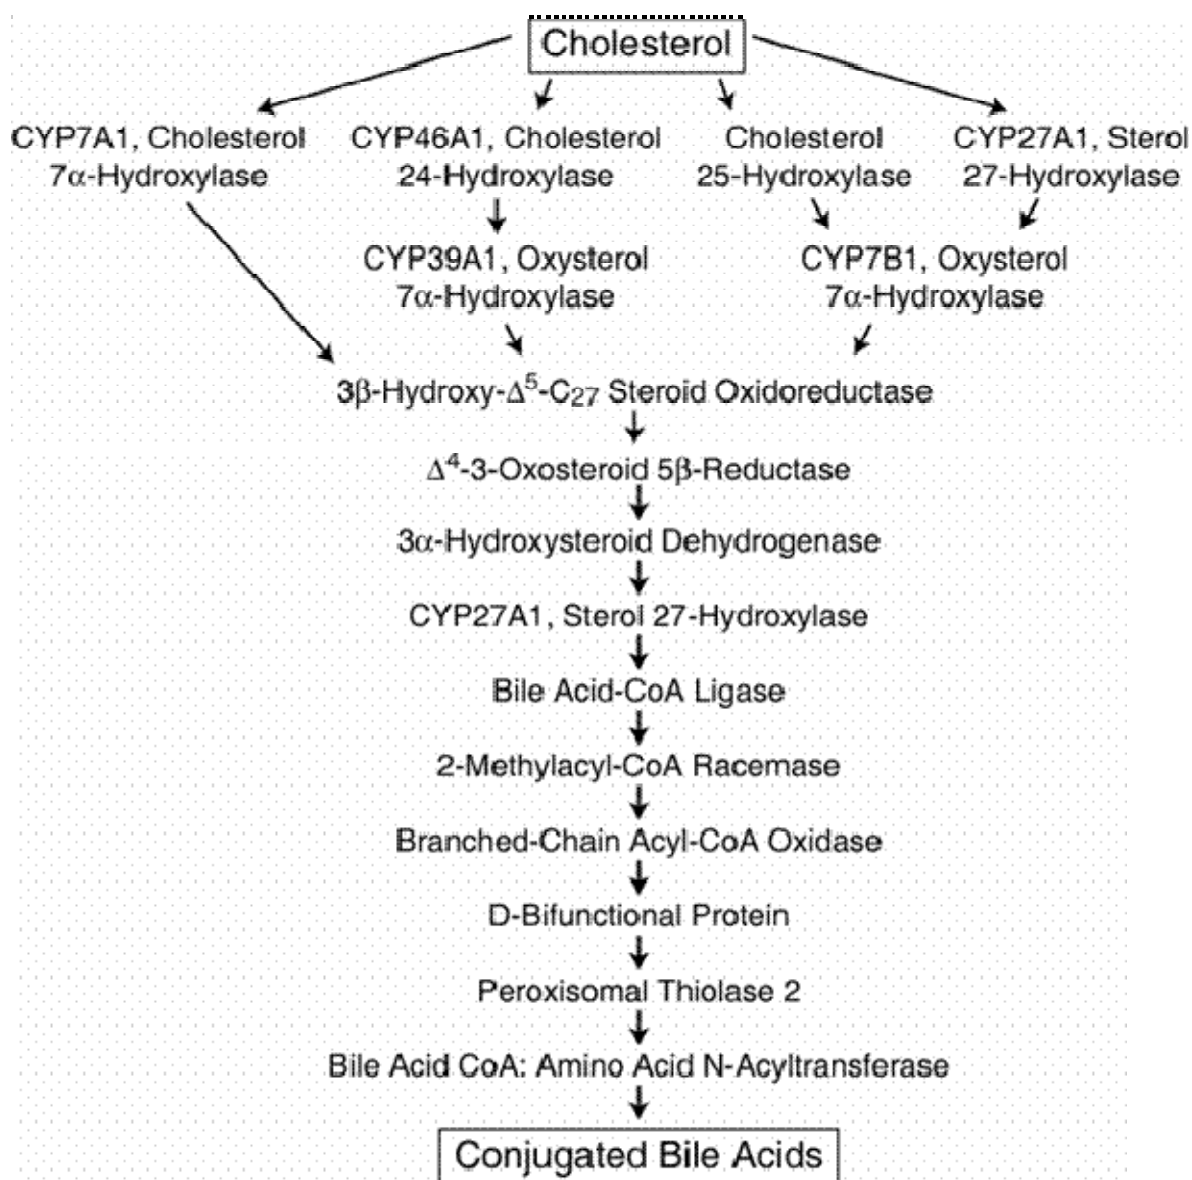 Cholesterol
CYP7A1, Cholesterol
7α-Hydroxylase
CYP46A1, Cholesterol
24-Hydroxylase
Cholesterol
25-Hydroxylase
CYP27A1, Sterol
27-Hydroxylase
CYP39A1, Oxysterol
7α-Hydroxylase
CYP7B1, Oxysterol
7α-Hydroxylase
3β-Hydroxy-Δ⁵-C₂₇ Steroid Oxidoreductase
Δ⁴-3-Oxosteroid 5β-Reductase
3α-Hydroxysteroid Dehydrogenase
CYP27A1, Sterol 27-Hydroxylase
Bile Acid-CoA Ligase
2-Methylacyl-CoA Racemase
Branched-Chain Acyl-CoA Oxidase
D-Bifunctional Protein
Peroxisomal Thiolase 2
Bile Acid CoA: Amino Acid N-Acyltransferase
Conjugated Bile Acids